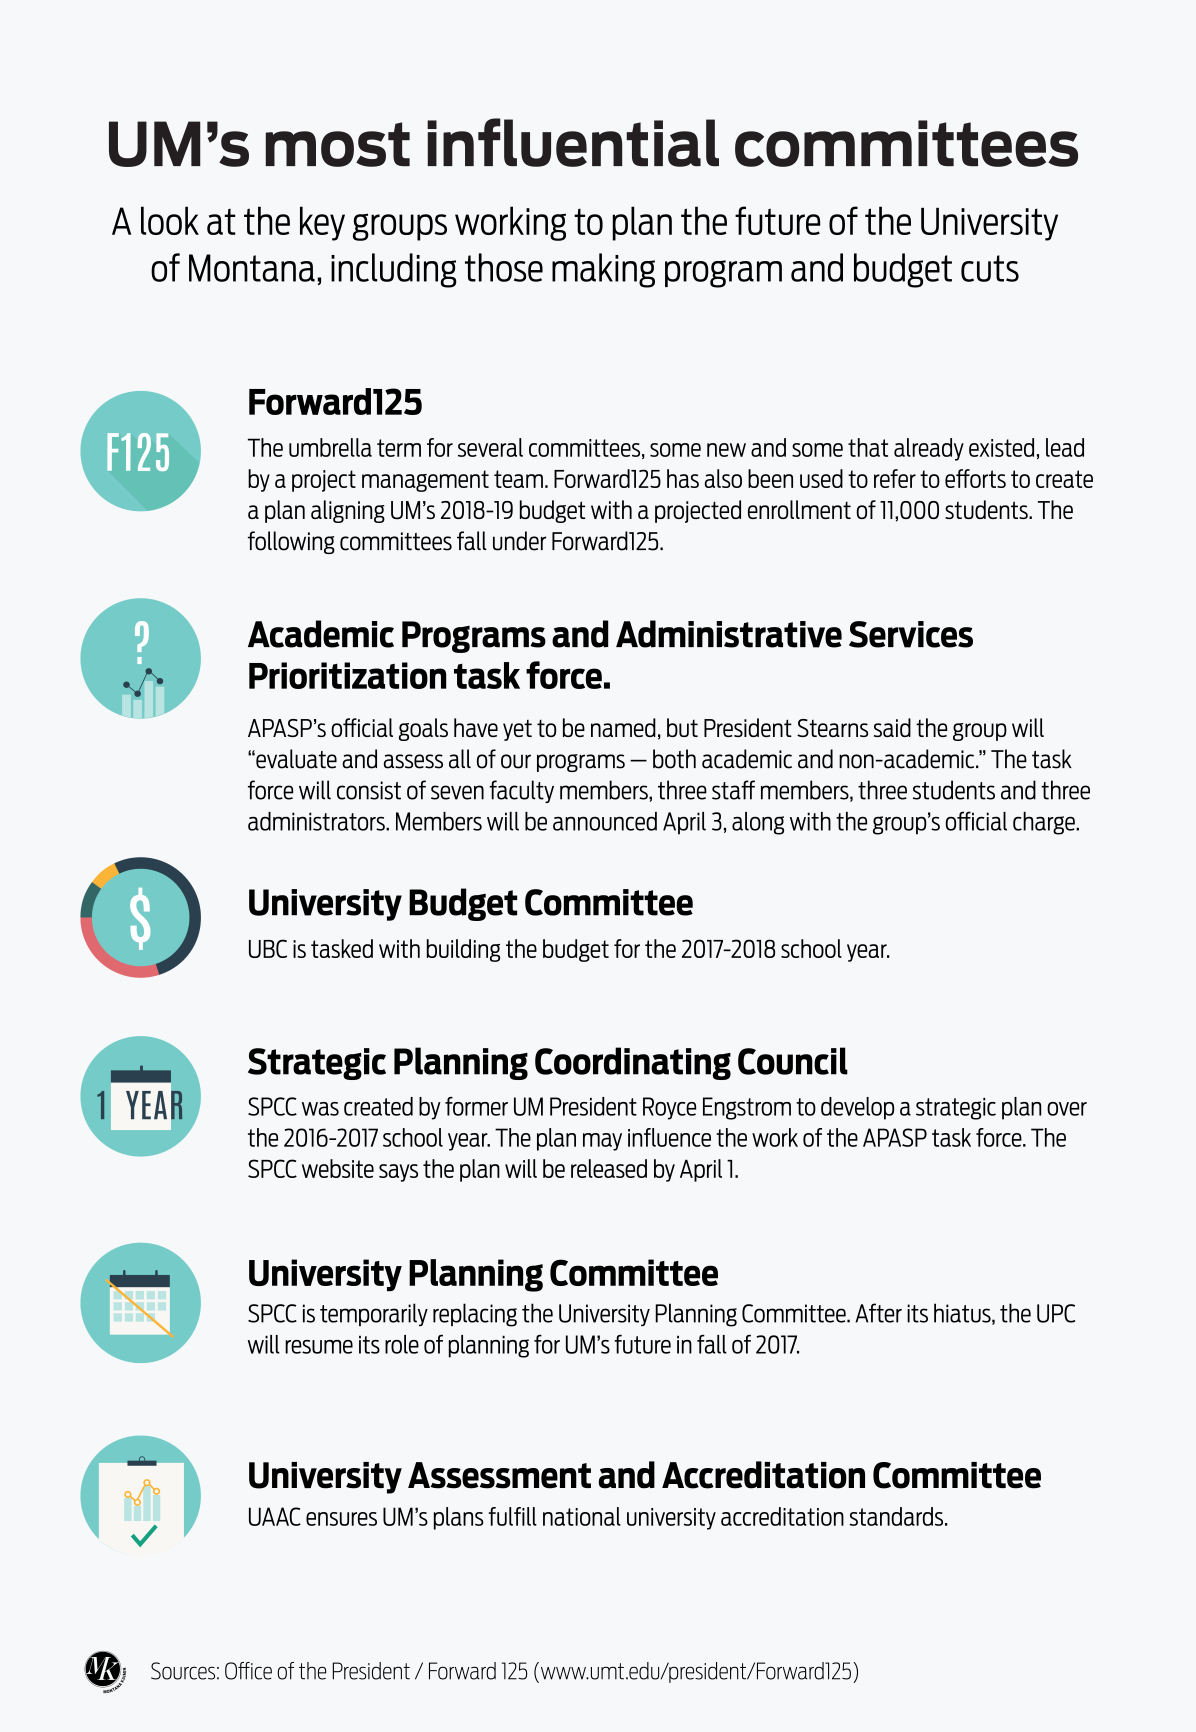 UM’s most influential committees
A look at the key groups working to plan the future of the University
of Montana, including those making program and budget cuts
F125
Forward125
The umbrella term for several committees, some new and some that already existed, lead
by a project management team. Forward125 has also been used to refer to efforts to create
a plan aligning UM’s 2018-19 budget with a projected enrollment of 11,000 students. The
following committees fall under Forward125.
?
Academic Programs and Administrative Services
Prioritization task force.
APASP’s official goals have yet to be named, but President Stearns said the group will
“evaluate and assess all of our programs — both academic and non-academic.” The task
force will consist of seven faculty members, three staff members, three students and three
administrators. Members will be announced April 3, along with the group’s official charge.
$
University Budget Committee
UBC is tasked with building the budget for the 2017-2018 school year.
1 YEAR
Strategic Planning Coordinating Council
SPCC was created by former UM President Royce Engstrom to develop a strategic plan over
the 2016-2017 school year. The plan may influence the work of the APASP task force. The
SPCC website says the plan will be released by April 1.
University Planning Committee
SPCC is temporarily replacing the University Planning Committee. After its hiatus, the UPC
will resume its role of planning for UM’s future in fall of 2017.
University Assessment and Accreditation Committee
UAAC ensures UM’s plans fulfill national university accreditation standards.
MK
MONTANA KAIMIN
Sources: Office of the President / Forward 125 (www.umt.edu/president/Forward125)